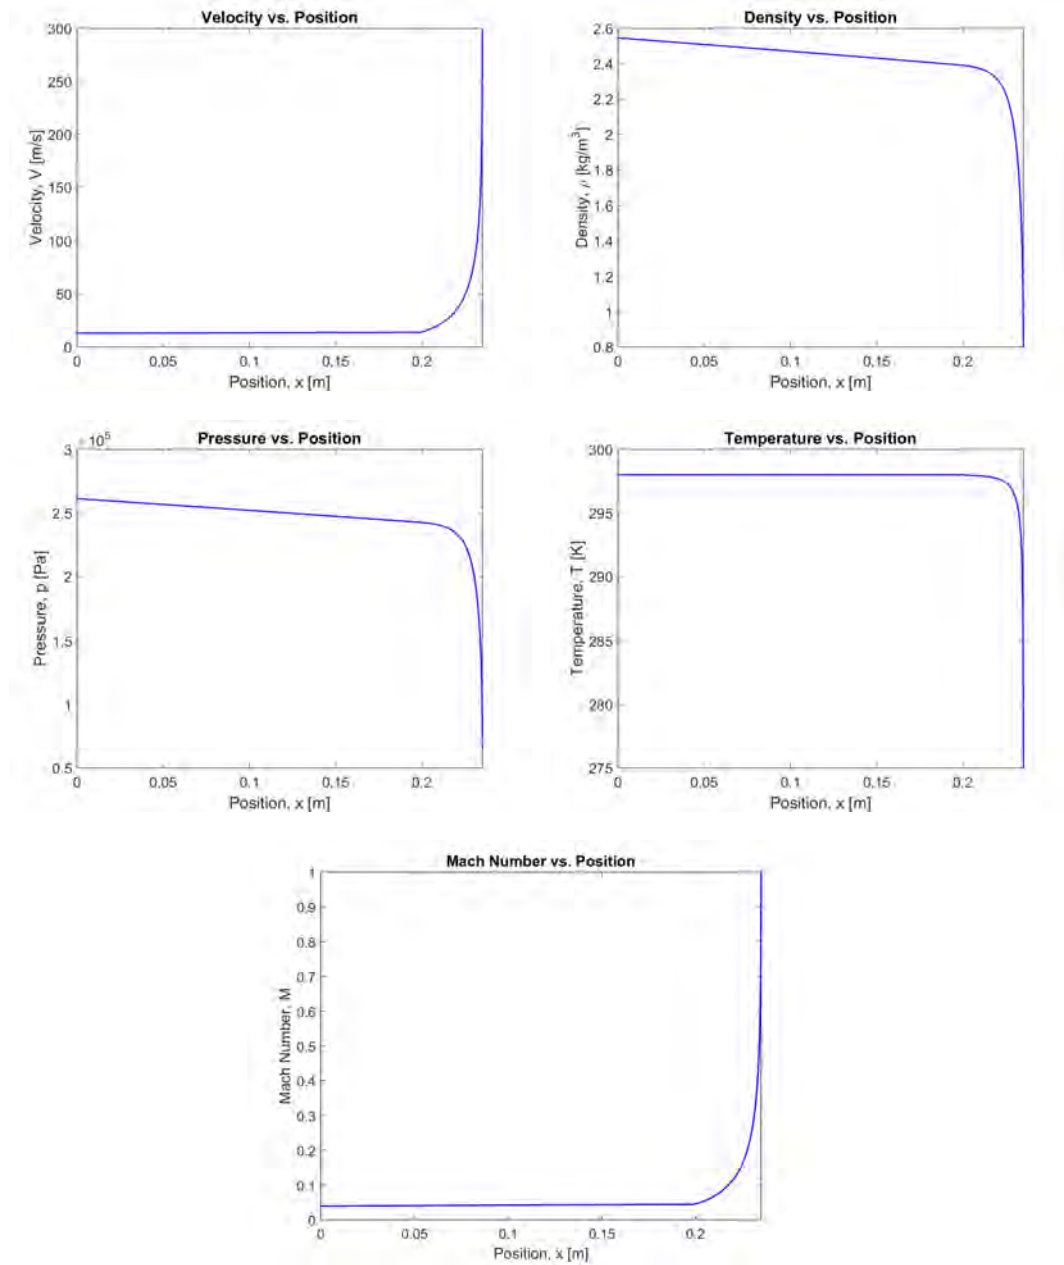 Velocity vs. Position
300
250
200
150
100
50
0
0 0.05 0.1 0.15 0.2
Velocity, V [m/s]
Position, x [m]
Density vs. Position
2.6
2.4
2.2
2
1.8
1.6
1.4
1.2
1
0.8
0 0.05 0.1 0.15 0.2
Density, ρ [kg/m³]
Position, x [m]
Pressure vs. Position
× 10⁵
3
2.5
2
1.5
1
0.5
0 0.05 0.1 0.15 0.2
Pressure, p [Pa]
Position, x [m]
Temperature vs. Position
300
295
290
285
280
275
0 0.05 0.1 0.15 0.2
Temperature, T [K]
Position, x [m]
Mach Number vs. Position
1
0.9
0.8
0.7
0.6
0.5
0.4
0.3
0.2
0.1
0
0 0.05 0.1 0.15 0.2
Mach Number, M
Position, x [m]